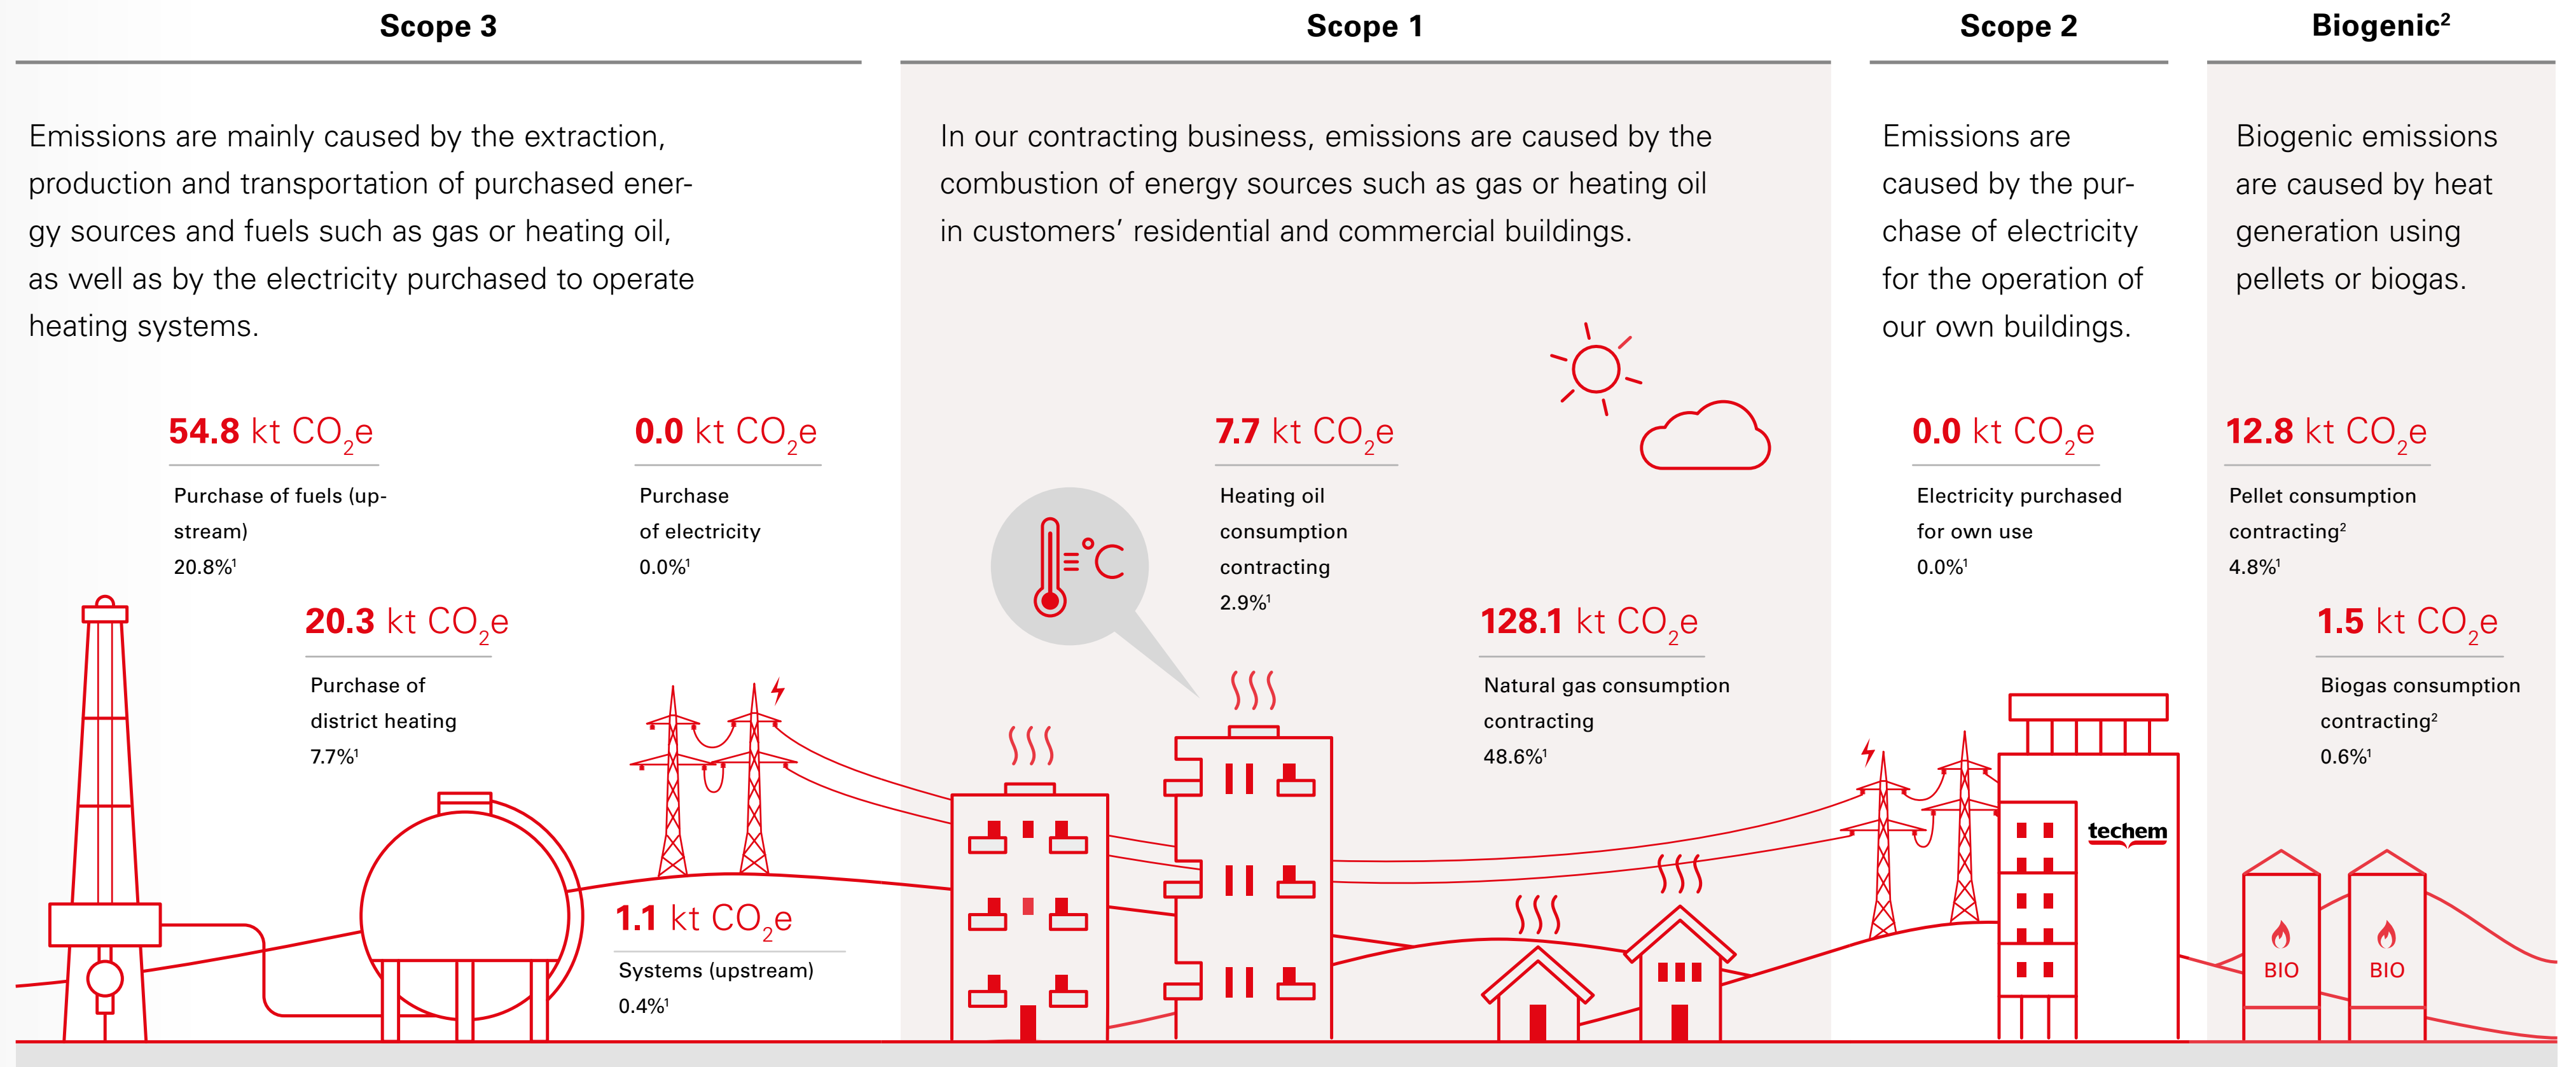 Scope 3
Emissions are mainly caused by the extraction,
production and transportation of purchased ener-
gy sources and fuels such as gas or heating oil,
as well as by the electricity purchased to operate
heating systems.
54.8 kt CO₂e
Purchase of fuels (up-
stream)
20.8%¹
0.0 kt CO₂e
Purchase
of electricity
0.0%¹
20.3 kt CO₂e
Purchase of
district heating
7.7%¹
1.1 kt CO₂e
Systems (upstream)
0.4%¹
Scope 1
In our contracting business, emissions are caused by the
combustion of energy sources such as gas or heating oil
in customers’ residential and commercial buildings.
°C
7.7 kt CO₂e
Heating oil
consumption
contracting
2.9%¹
128.1 kt CO₂e
Natural gas consumption
contracting
48.6%¹
Scope 2
Emissions are
caused by the pur-
chase of electricity
for the operation of
our own buildings.
0.0 kt CO₂e
Electricity purchased
for own use
0.0%¹
techem
Biogenic²
Biogenic emissions
are caused by heat
generation using
pellets or biogas.
12.8 kt CO₂e
Pellet consumption
contracting²
4.8%¹
1.5 kt CO₂e
Biogas consumption
contracting²
0.6%¹
BIO
BIO